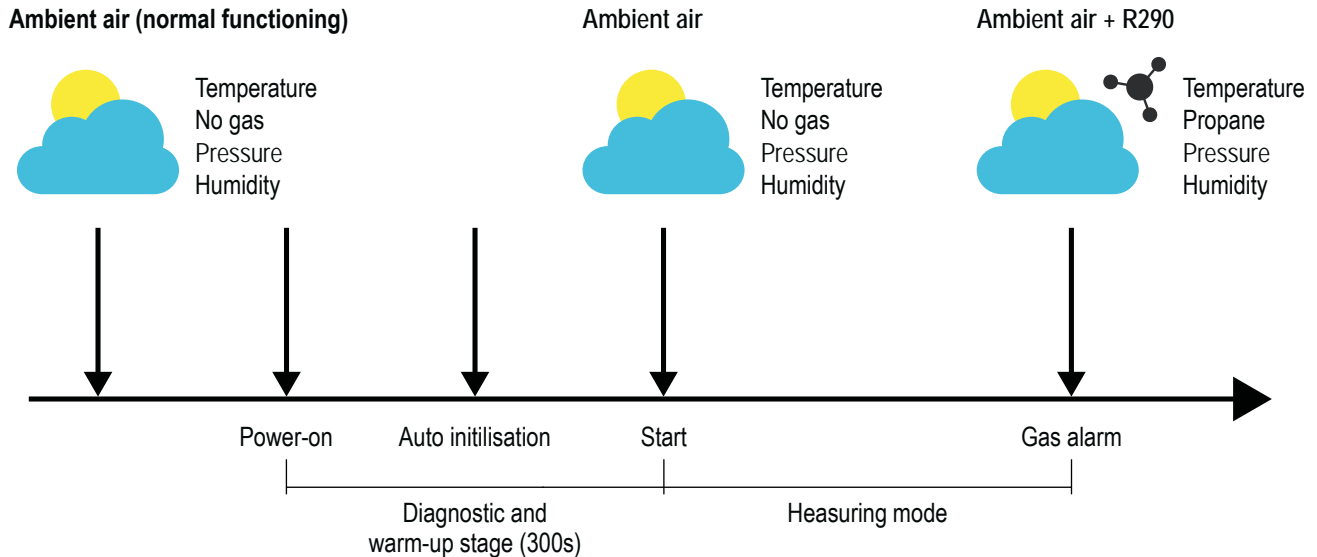 Ambient air (normal functioning)
Temperature
No gas
Pressure
Humidity
Ambient air
Temperature
No gas
Pressure
Humidity
Ambient air + R290
Temperature
Propane
Pressure
Humidity
Power-on
Auto initilisation
Start
Gas alarm
Diagnostic and
warm-up stage (300s)
Heasuring mode